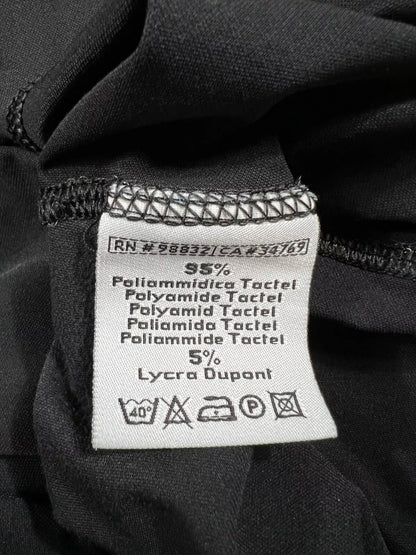 RN # 98832 / CA # 34769
95%
Poliammidica Tactel
Polyamide Tactel
Polyamid Tactel
Poliamida Tactel
Poliammide Tactel
5%
Lycra Dupont
40° P